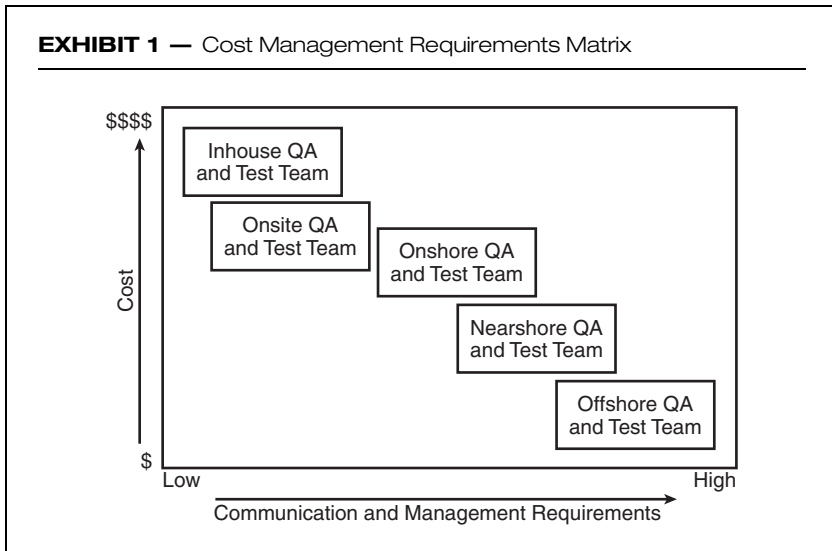 EXHIBIT 1 — Cost Management Requirements Matrix
$$$$
Inhouse QA
and Test Team
Onsite QA
and Test Team
Onshore QA
and Test Team
Cost
Nearshore QA
and Test Team
Offshore QA
and Test Team
$
Low
High
Communication and Management Requirements